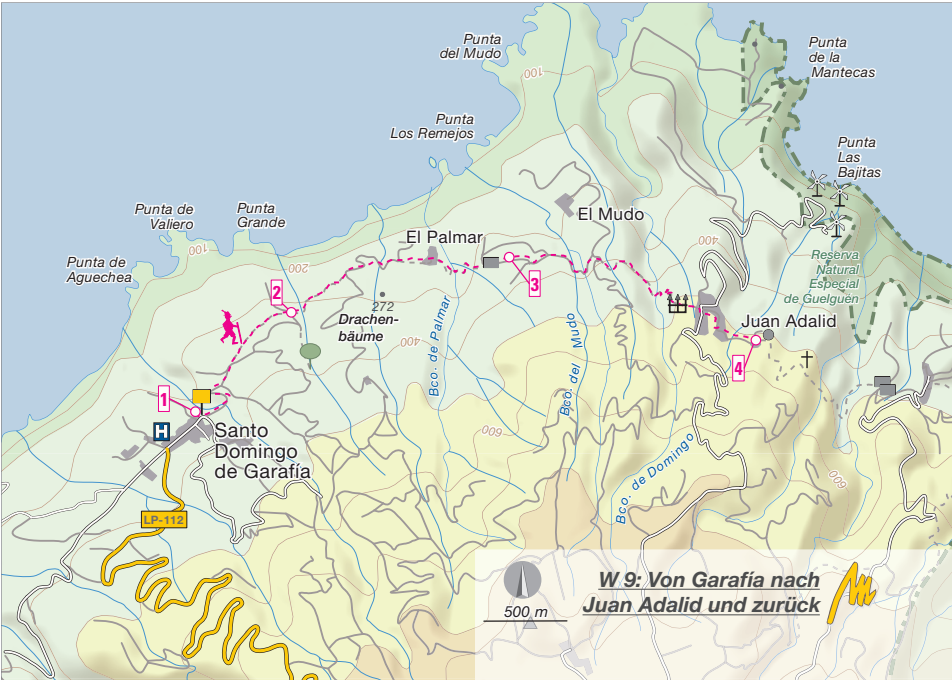 Punta
del Mudo
Punta
de la
Mantecas
100
Punta
Los Remejos
Punta
Las
Bajitas
Punta de
Valiero
Punta
Grande
El Mudo
El Palmar
400
100
200
Punta de
Aguechea
Reserva
Natural
Especial
de Guelguén
2
3
272
Drachen-
bäume
400
Juan Adalid
4
Bco. de Palmar
Bco. del Mudo
1
H
Santo
Domingo
de Garafía
600
Bco. de Domingo
600
LP-112
500 m
W 9: Von Garafía nach
Juan Adalid und zurück